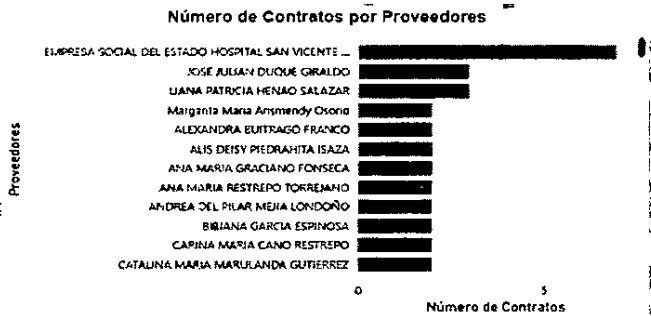 Número de Contratos por Proveedores
EMPRESA SOCIAL DEL ESTADO HOSPITAL SAN VICENTE ...
JOSE JULIAN DUQUE GIRALDO
LIANA PATRICIA HENAO SALAZAR
Margarita Maria Arismendy Osorio
ALEXANDRA BUITRAGO FRANCO
ALIS DEISY PIEDRAHITA ISAZA
ANA MARIA GRACIANO FONSECA
ANA MARIA RESTREPO TORREJANO
ANDREA DEL PILAR MEJIA LONDOÑO
BIBIANA GARCIA ESPINOSA
CARINA MARIA CANO RESTREPO
CATALINA MARIA MARULANDA GUTIERREZ
Proveedores
0 5
Número de Contratos